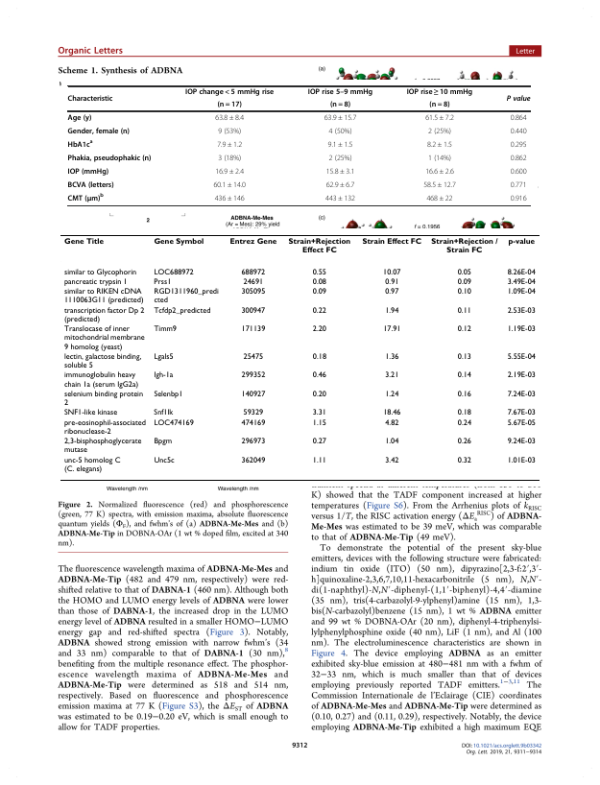 Organic Letters
Letter
Scheme 1. Synthesis of ADBNA
(a)
Characteristic IOP change < 5 mmHg rise (n = 17) IOP rise 5–9 mmHg (n = 8) IOP rise ≥ 10 mmHg (n = 8) P value
Age (y) 63.8 ± 8.4 63.9 ± 15.7 61.5 ± 7.2 0.864
Gender, female (n) 9 (53%) 4 (50%) 2 (25%) 0.440
HbA1cᵃ 7.9 ± 1.2 9.1 ± 1.5 8.2 ± 1.5 0.295
Phakia, pseudophakic (n) 3 (18%) 2 (25%) 1 (14%) 0.862
IOP (mmHg) 16.9 ± 2.4 15.8 ± 3.1 16.6 ± 2.6 0.600
BCVA (letters) 60.1 ± 14.0 62.9 ± 6.7 58.5 ± 12.7 0.771
CMT (μm)ᵇ 436 ± 146 443 ± 132 468 ± 22 0.916
2
ADBNA-Me-Mes
(Ar = Mes): 28% yield
(c)
f = 0.1956
Gene Title Gene Symbol Entrez Gene Strain+Rejection Effect FC Strain Effect FC Strain+Rejection / Strain FC p-value
similar to Glycophorin LOC688972 688972 0.55 10.07 0.05 8.26E-04
pancreatic trypsin 1 Prss1 24691 0.08 0.91 0.09 3.49E-04
similar to RIKEN cDNA 1110063G11 (predicted) RGD1311960_predicted 305095 0.09 0.97 0.10 1.09E-04
transcription factor Dp 2 (predicted) Tcfdp2_predicted 300947 0.22 1.94 0.11 2.53E-03
Translocase of inner mitochondrial membrane 9 homolog (yeast) Timm9 171139 2.20 17.91 0.12 1.19E-03
lectin, galactose binding, soluble 5 Lgals5 25475 0.18 1.36 0.13 5.55E-04
immunoglobulin heavy chain 1a (serum IgG2a) Igh-1a 299352 0.46 3.21 0.14 2.19E-03
selenium binding protein 2 Selenbp1 140927 0.20 1.24 0.16 7.24E-03
SNF1-like kinase Snf1lk 59329 3.31 18.46 0.18 7.67E-03
pre-eosinophil-associated ribonuclease-2 LOC474169 474169 1.15 4.82 0.24 5.67E-05
2,3-bisphosphoglycerate mutase Bpgm 296973 0.27 1.04 0.26 9.24E-03
unc-5 homolog C (C. elegans) Unc5c 362049 1.11 3.42 0.32 1.01E-03
Wavelength nm Wavelength nm
Figure 2. Normalized fluorescence (red) and phosphorescence
(green, 77 K) spectra, with emission maxima, absolute fluorescence
quantum yields (Φ_F), and fwhm's of (a) ADBNA-Me-Mes and (b)
ADBNA-Me-Tip in DOBNA-OAr (1 wt % doped film, excited at 340
nm).
The fluorescence wavelength maxima of ADBNA-Me-Mes and
ADBNA-Me-Tip (482 and 479 nm, respectively) were red-
shifted relative to that of DABNA-1 (460 nm). Although both
the HOMO and LUMO energy levels of ADBNA were lower
than those of DABNA-1, the increased drop in the LUMO
energy level of ADBNA resulted in a smaller HOMO−LUMO
energy gap and red-shifted spectra (Figure 3). Notably,
ADBNA showed strong emission with narrow fwhm's (34
and 33 nm) comparable to that of DABNA-1 (30 nm),
benefiting from the multiple resonance effect. The phosphor-
escence wavelength maxima of ADBNA-Me-Mes and
ADBNA-Me-Tip were determined as 518 and 514 nm,
respectively. Based on fluorescence and phosphorescence
emission maxima at 77 K (Figure S3), the ΔE_ST of ADBNA
was estimated to be 0.19−0.20 eV, which is small enough to
allow for TADF properties.
K) showed that the TADF component increased at higher
temperatures (Figure S6). From the Arrhenius plots of k_RISC
versus 1/T, the RISC activation energy (ΔE_a^RISC) of ADBNA-
Me-Mes was estimated to be 39 meV, which was comparable
to that of ADBNA-Me-Tip (49 meV).
To demonstrate the potential of the present sky-blue
emitters, devices with the following structure were fabricated:
indium tin oxide (ITO) (50 nm), dipyrazino[2,3-f:2′,3′-
h]quinoxaline-2,3,6,7,10,11-hexacarbonitrile (5 nm), N,N′-
di(1-naphthyl)-N,N′-diphenyl-(1,1′-biphenyl)-4,4′-diamine
(35 nm), tris(4-carbazolyl-9-ylphenyl)amine (15 nm), 1,3-
bis(N-carbazolyl)benzene (15 nm), 1 wt % ADBNA emitter
and 99 wt % DOBNA-OAr (20 nm), diphenyl-4-triphenylsi-
lylphenylphosphine oxide (40 nm), LiF (1 nm), and Al (100
nm). The electroluminescence characteristics are shown in
Figure 4. The device employing ADBNA as an emitter
exhibited sky-blue emission at 480−481 nm with a fwhm of
32−33 nm, which is much smaller than that of devices
employing previously reported TADF emitters.¹⁻³,¹¹ The
Commission Internationale de l'Eclairage (CIE) coordinates
of ADBNA-Me-Mes and ADBNA-Me-Tip were determined as
(0.10, 0.27) and (0.11, 0.29), respectively. Notably, the device
employing ADBNA-Me-Tip exhibited a high maximum EQE
9312
DOI: 10.1021/acs.orglett.9b03342
Org. Lett. 2019, 21, 9311−9314